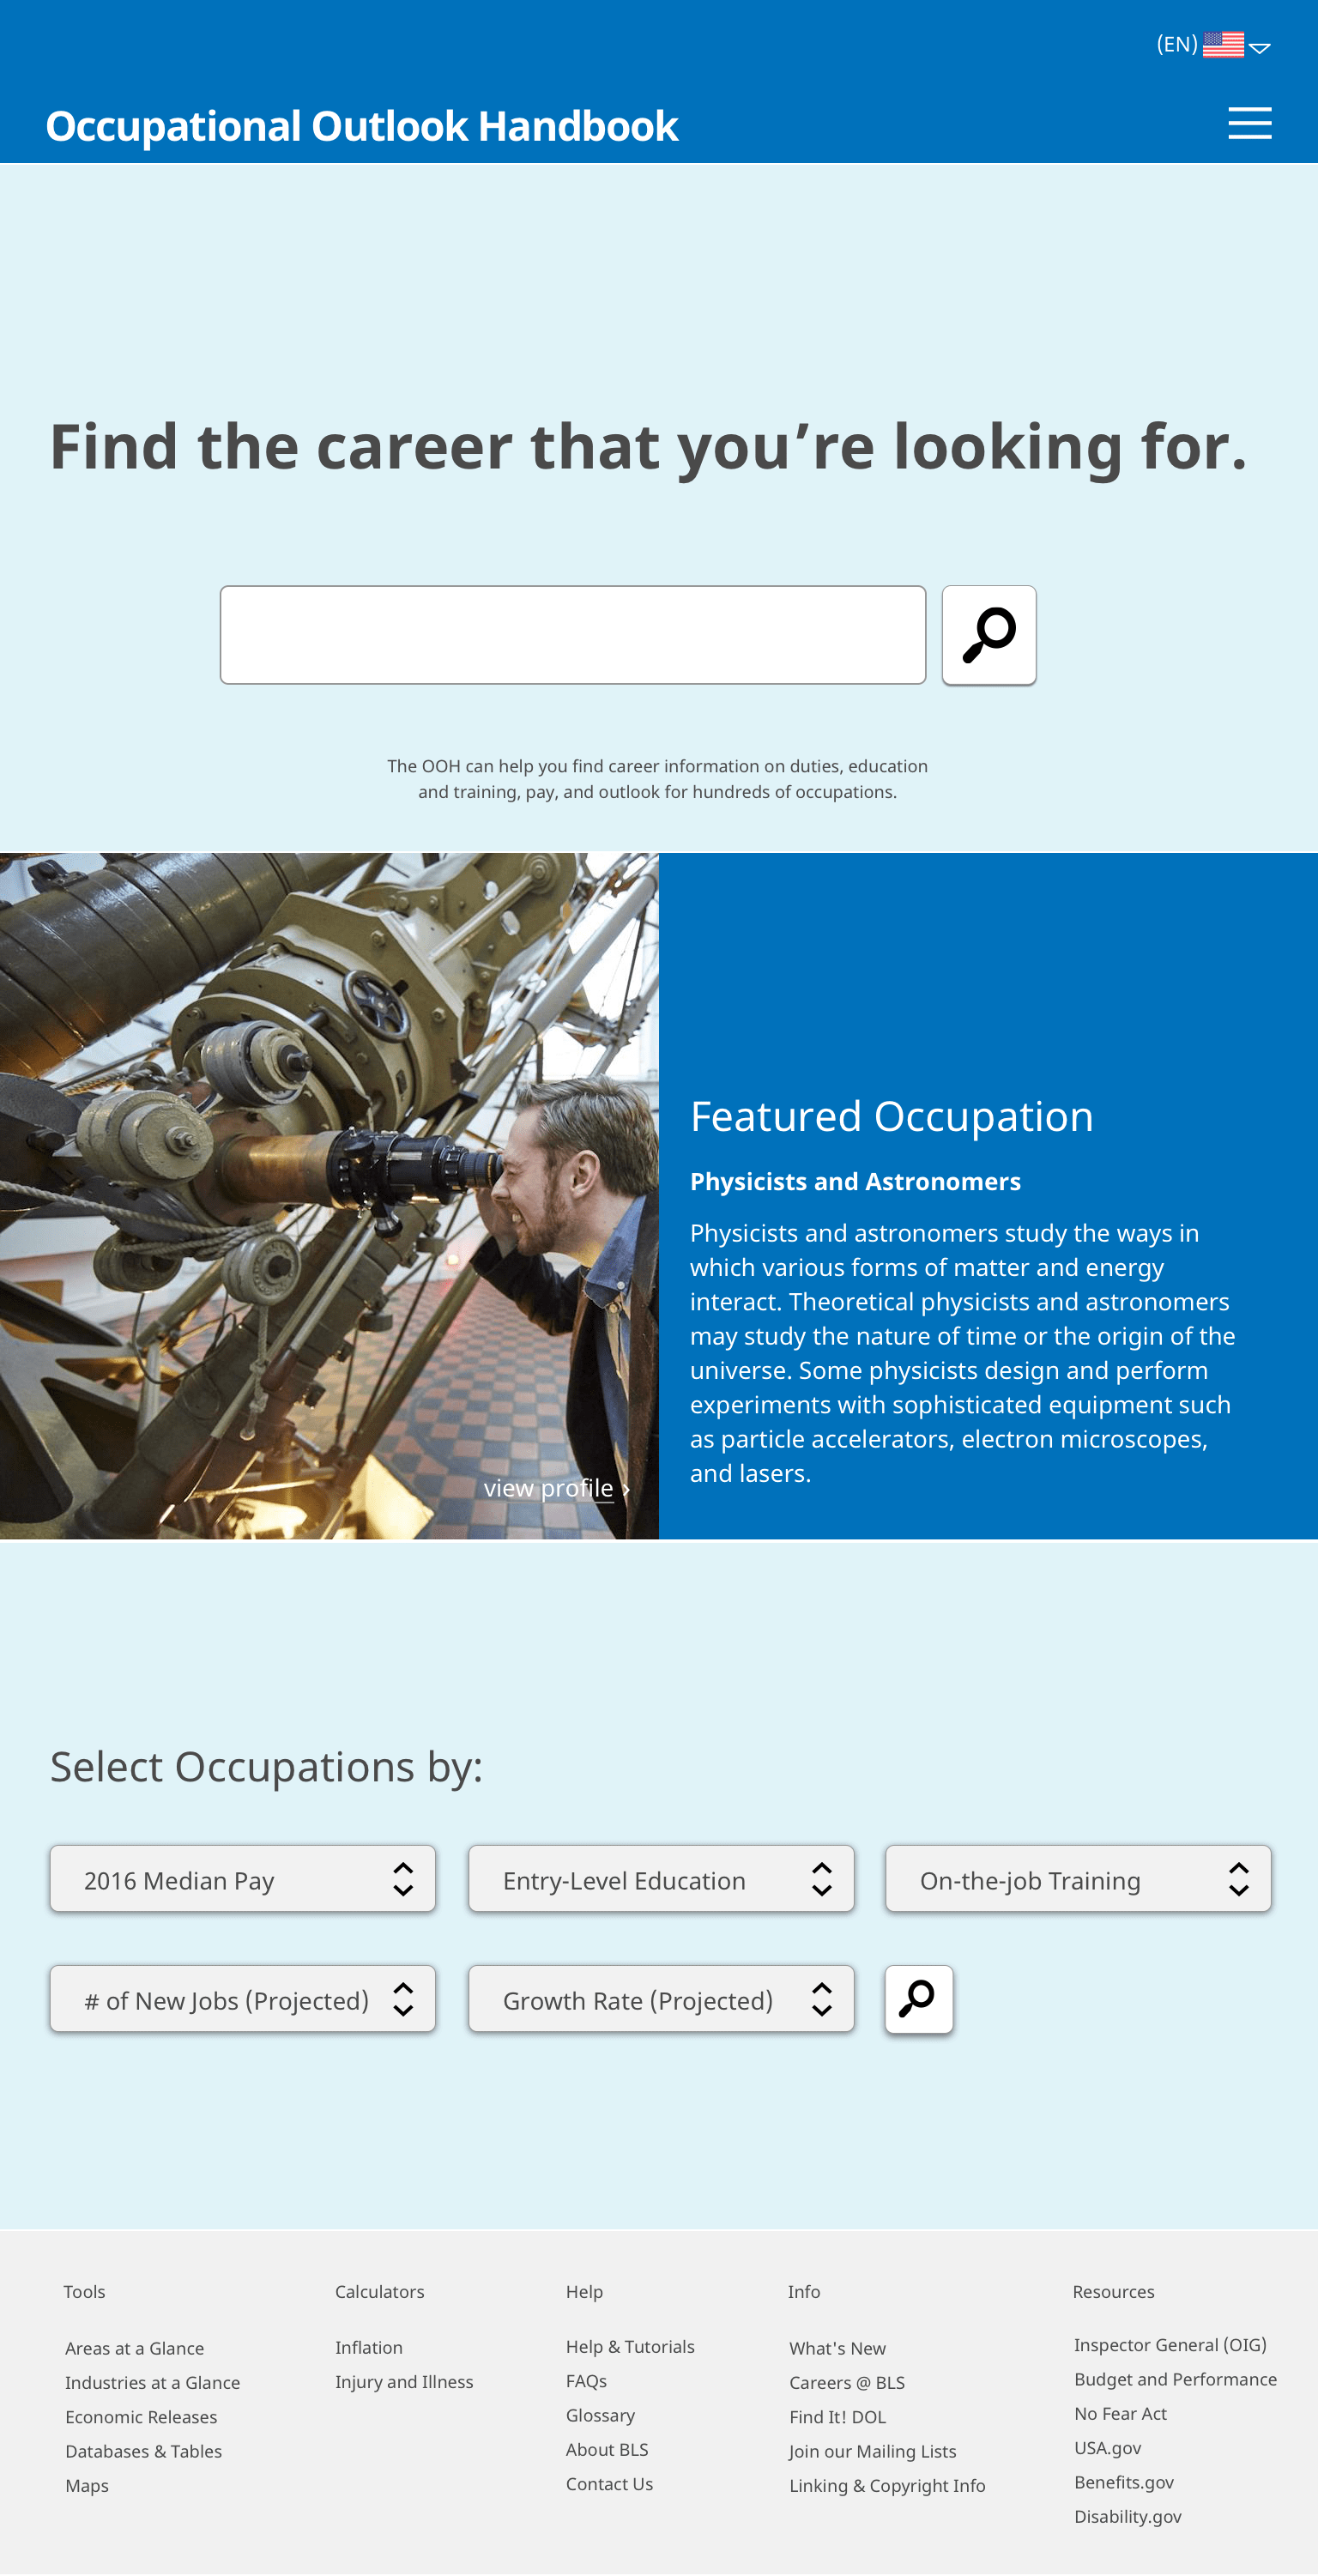 (EN)
Occupational Outlook Handbook
Find the career that you’re looking for.
The OOH can help you find career information on duties, education
and training, pay, and outlook for hundreds of occupations.
view profile ›
Featured Occupation
Physicists and Astronomers
Physicists and astronomers study the ways in
which various forms of matter and energy
interact. Theoretical physicists and astronomers
may study the nature of time or the origin of the
universe. Some physicists design and perform
experiments with sophisticated equipment such
as particle accelerators, electron microscopes,
and lasers.
Select Occupations by:
2016 Median Pay
Entry-Level Education
On-the-job Training
# of New Jobs (Projected)
Growth Rate (Projected)
Tools
Areas at a Glance
Industries at a Glance
Economic Releases
Databases & Tables
Maps
Calculators
Inflation
Injury and Illness
Help
Help & Tutorials
FAQs
Glossary
About BLS
Contact Us
Info
What's New
Careers @ BLS
Find It! DOL
Join our Mailing Lists
Linking & Copyright Info
Resources
Inspector General (OIG)
Budget and Performance
No Fear Act
USA.gov
Benefits.gov
Disability.gov